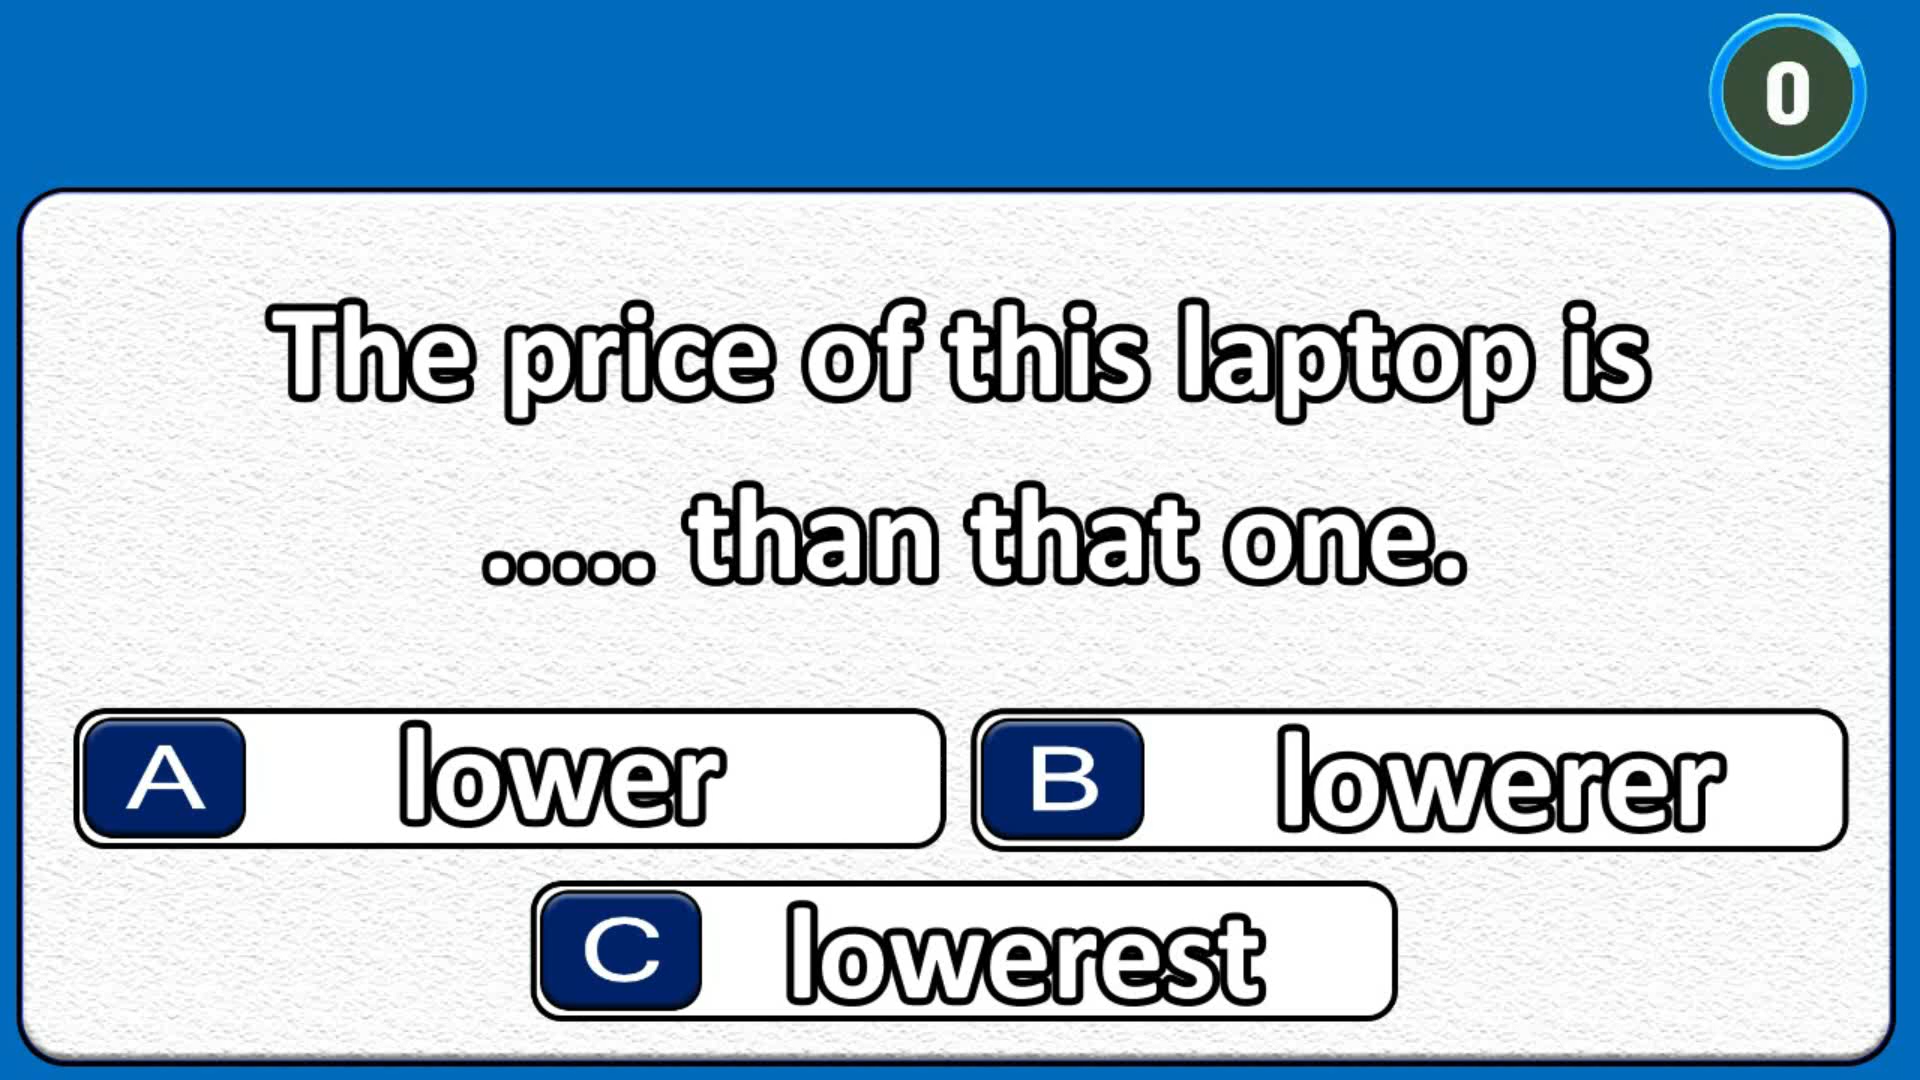 0
The price of this laptop is
..... than that one.
A lower
B lowerer
C lowerest